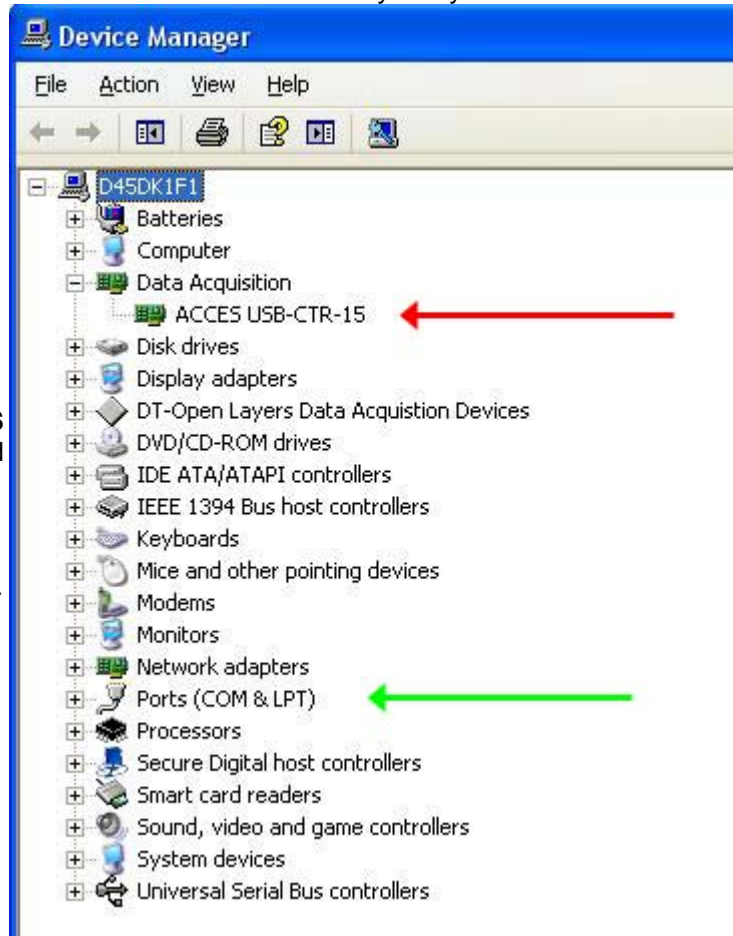 Device Manager
File Action View Help
D45DK1F1
Batteries
Computer
Data Acquisition
ACCES USB-CTR-15
Disk drives
Display adapters
DT-Open Layers Data Acquistion Devices
DVD/CD-ROM drives
IDE ATA/ATAPI controllers
IEEE 1394 Bus host controllers
Keyboards
Mice and other pointing devices
Modems
Monitors
Network adapters
Ports (COM & LPT)
Processors
Secure Digital host controllers
Smart card readers
Sound, video and game controllers
System devices
Universal Serial Bus controllers